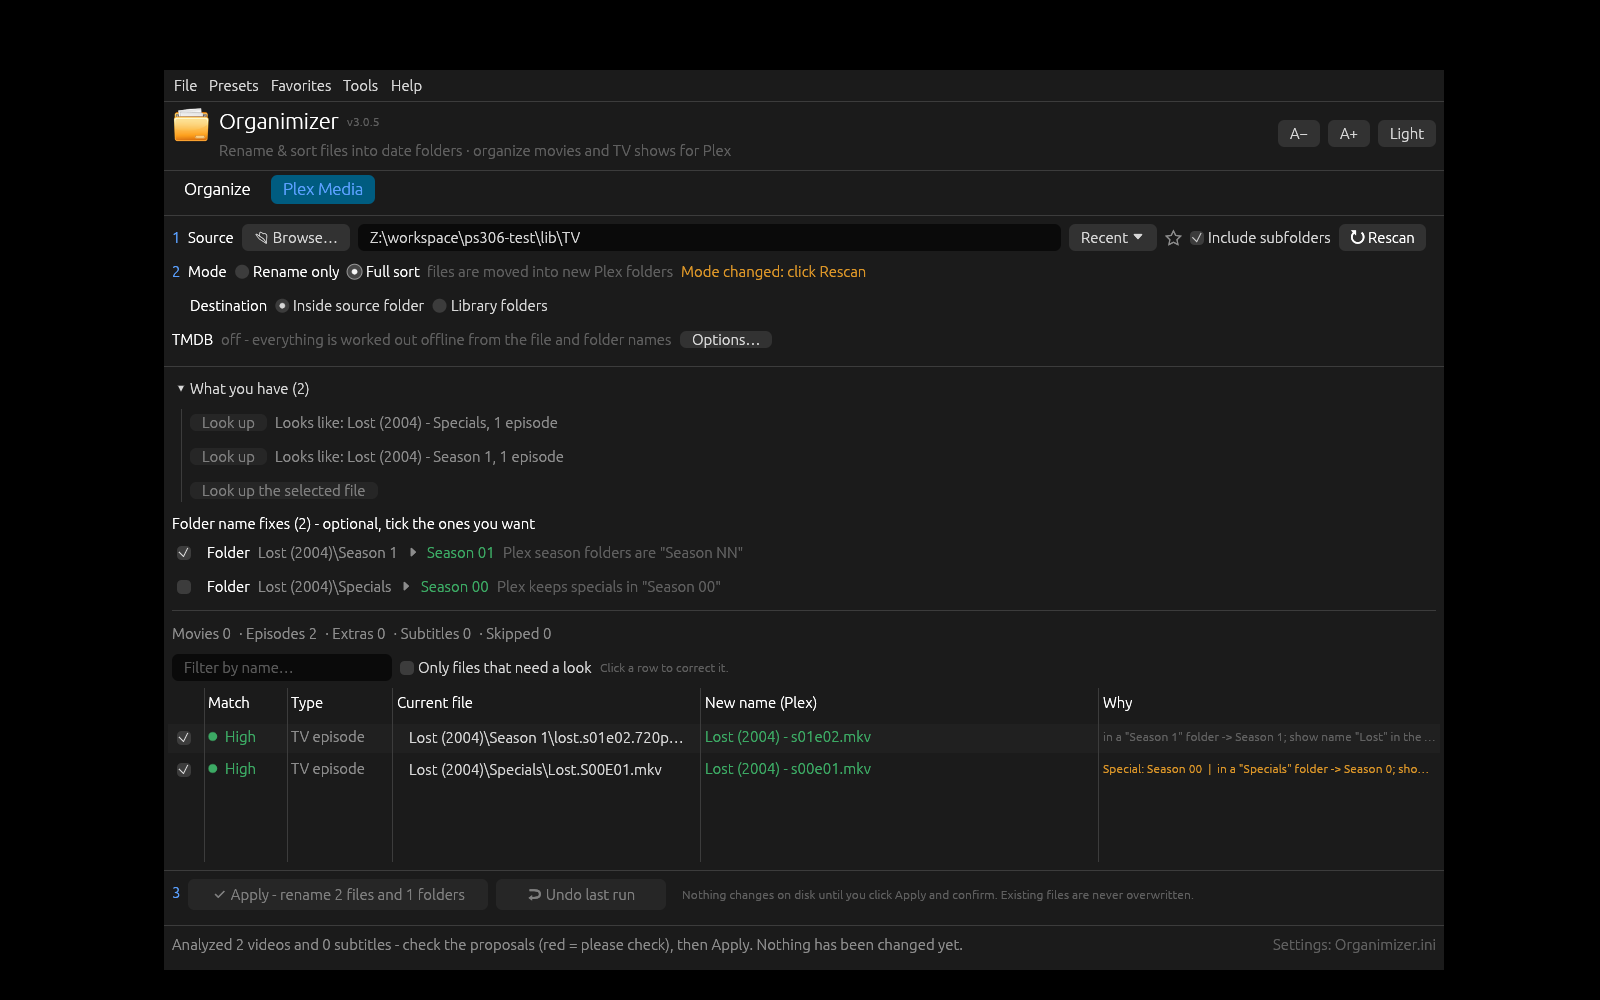 File Presets Favorites Tools Help
Organimizer v3.0.5
Rename & sort files into date folders · organize movies and TV shows for Plex
A− A+ Light
Organize Plex Media
1 Source Browse… Z:\workspace\ps306-test\lib\TV Recent Include subfolders Rescan
2 Mode Rename only Full sort files are moved into new Plex folders Mode changed: click Rescan
Destination Inside source folder Library folders
TMDB off - everything is worked out offline from the file and folder names Options…
What you have (2)
Look up Looks like: Lost (2004) - Specials, 1 episode
Look up Looks like: Lost (2004) - Season 1, 1 episode
Look up the selected file
Folder name fixes (2) - optional, tick the ones you want
Folder Lost (2004)\Season 1 Season 01 Plex season folders are "Season NN"
Folder Lost (2004)\Specials Season 00 Plex keeps specials in "Season 00"
Movies 0 · Episodes 2 · Extras 0 · Subtitles 0 · Skipped 0
Filter by name… Only files that need a look Click a row to correct it.
Match Type Current file New name (Plex) Why
High TV episode Lost (2004)\Season 1\lost.s01e02.720p… Lost (2004) - s01e02.mkv in a "Season 1" folder -> Season 1; show name "Lost" in the …
High TV episode Lost (2004)\Specials\Lost.S00E01.mkv Lost (2004) - s00e01.mkv Special: Season 00 | in a "Specials" folder -> Season 0; sho…
3 Apply - rename 2 files and 1 folders Undo last run Nothing changes on disk until you click Apply and confirm. Existing files are never overwritten.
Analyzed 2 videos and 0 subtitles - check the proposals (red = please check), then Apply. Nothing has been changed yet. Settings: Organimizer.ini